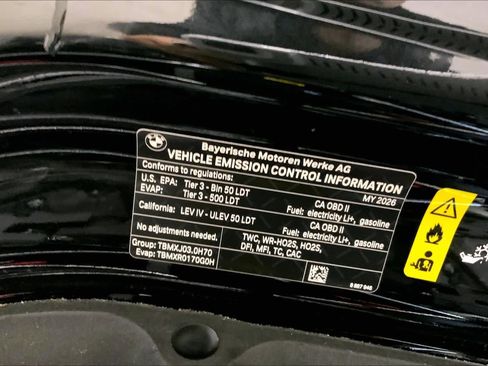 BMW
Bayerische Motoren Werke AG
VEHICLE EMISSION CONTROL INFORMATION
Conforms to regulations: MY 2026
U.S. EPA: Tier 3 - Bin 50 LDT CA OBD II
EVAP: Tier 3 - 500 LDT Fuel: electricity Li+, gasoline
California: LEV IV - ULEV 50 LDT CA OBD II
Fuel: electricity Li+, gasoline
No adjustments needed. TWC, WR-HO2S, HO2S,
Group: TBMXJ03.0H70 DFI, MFI, TC, CAC
Evap: TBMXR0170G0H